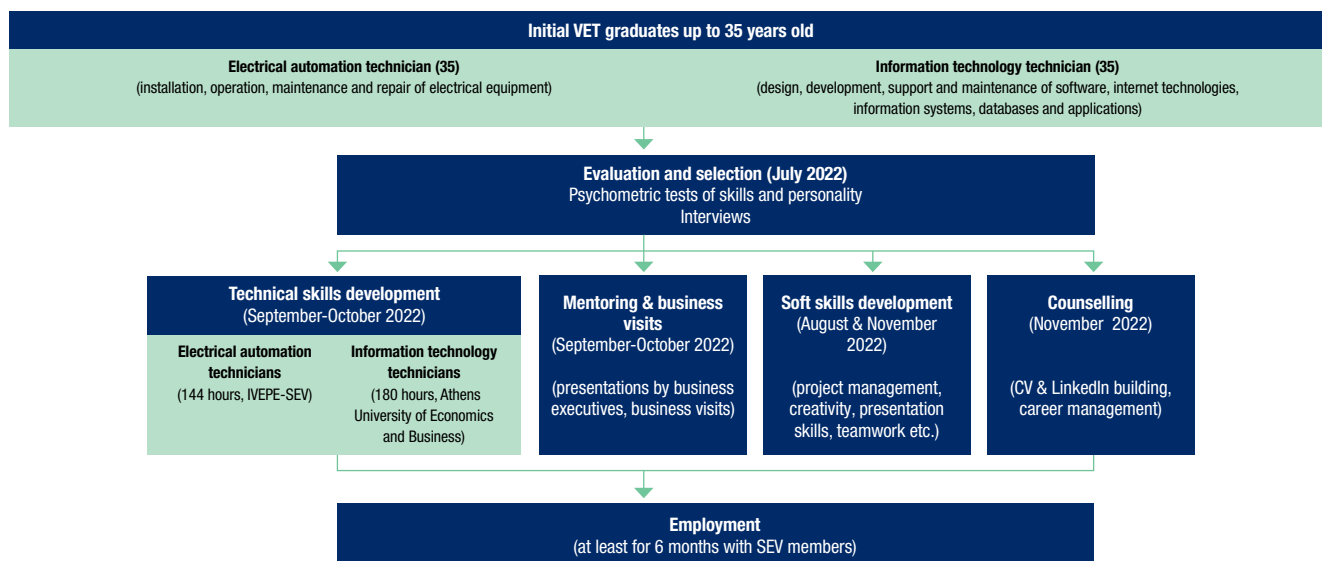 Initial VET graduates up to 35 years old
Electrical automation technician (35)
(installation, operation, maintenance and repair of electrical equipment)
Information technology technician (35)
(design, development, support and maintenance of software, internet technologies,
information systems, databases and applications)
Evaluation and selection (July 2022)
Psychometric tests of skills and personality
Interviews
Technical skills development
(September-October 2022)
Electrical automation
technicians
(144 hours, IVEPE-SEV)
Information technology
technicians
(180 hours, Athens
University of Economics
and Business)
Mentoring & business
visits
(September-October 2022)
(presentations by business
executives, business visits)
Soft skills development
(August & November
2022)
(project management,
creativity, presentation
skills, teamwork etc.)
Counselling
(November 2022)
(CV & LinkedIn building,
career management)
Employment
(at least for 6 months with SEV members)